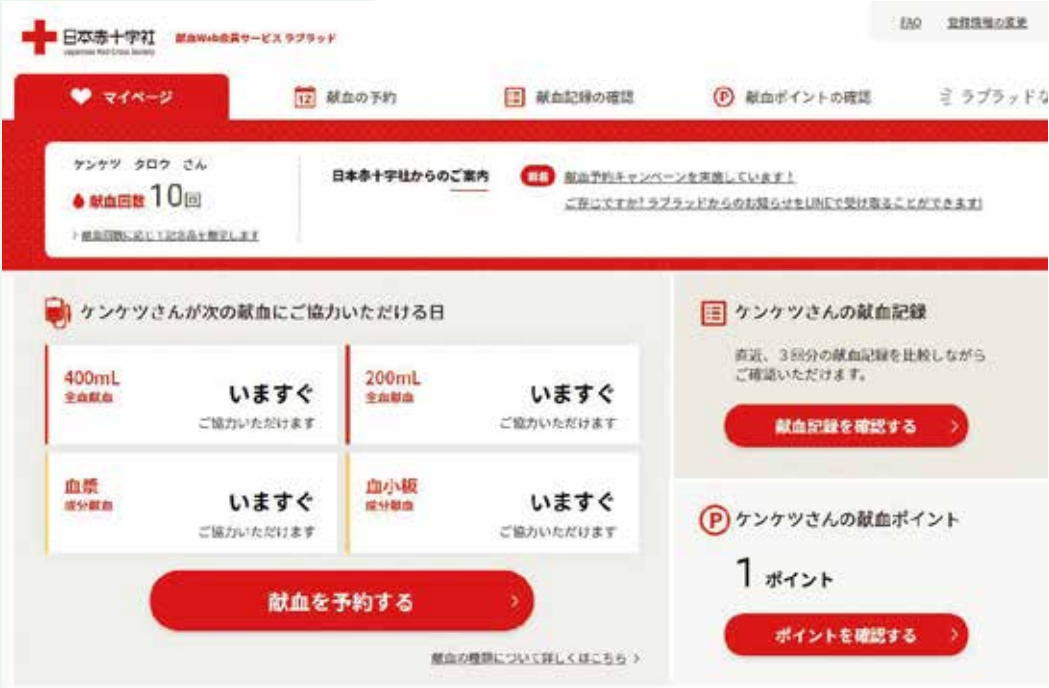 FAQ 登録情報の変更
日本赤十字社 献血Web会員サービス ラブラッド
Japanese Red Cross Society
マイページ
12 献血の予約
献血記録の確認
P 献血ポイントの確認
ラブラッドな
ケンケツ タロウ さん
献血回数 10回
献血回数に応じて記念品を贈呈します
日本赤十字社からのご案内
新着 献血予約キャンペーンを実施しています!
ご存じですか?ラブラッドからのお知らせをLINEで受け取ることができます!
ケンケツさんが次の献血にご協力いただける日
400mL
全血献血
いますぐ
ご協力いただけます
200mL
全血献血
いますぐ
ご協力いただけます
血漿
成分献血
いますぐ
ご協力いただけます
血小板
成分献血
いますぐ
ご協力いただけます
献血を予約する
献血の種類について詳しくはこちら
ケンケツさんの献血記録
直近、3回分の献血記録を比較しながら
ご確認いただけます。
献血記録を確認する
P ケンケツさんの献血ポイント
1 ポイント
ポイントを確認する